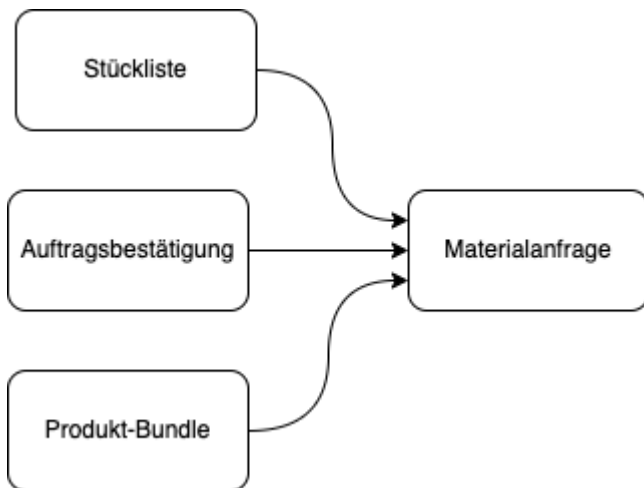 Stückliste
Auftragsbestätigung
Materialanfrage
Produkt-Bundle